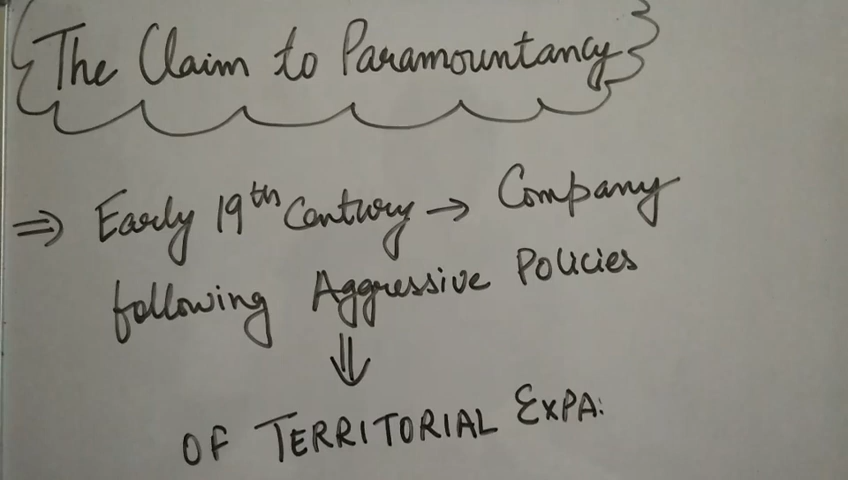 The Claim to Paramountancy
⇒ Early 19th Century → Company
following Aggressive Policies
⇓
OF TERRITORIAL EXPA: